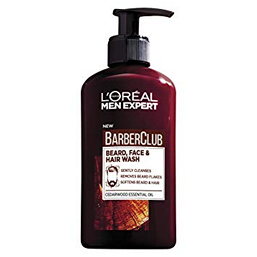 L'ORÉAL
MEN EXPERT
NEW
BARBERCLUB
BEARD, FACE &
HAIR WASH
GENTLY CLEANSES
REMOVES BEARD FLAKES
SOFTENS BEARD & HAIR
CEDARWOOD ESSENTIAL OIL